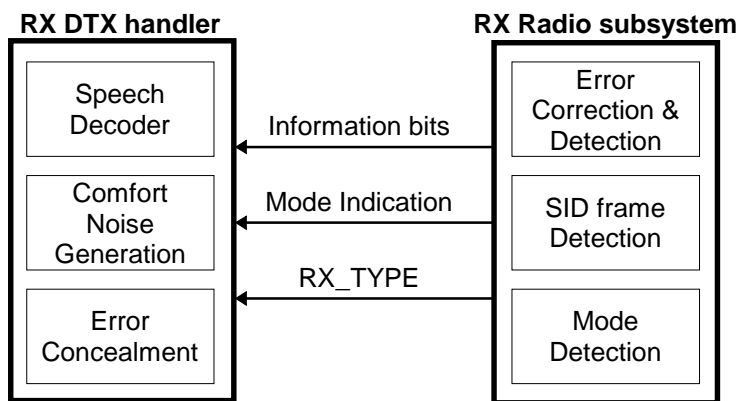 RX DTX handler
RX Radio subsystem
Speech
Decoder
Comfort
Noise
Generation
Error
Concealment
Information bits
Mode Indication
RX_TYPE
Error
Correction &
Detection
SID frame
Detection
Mode
Detection